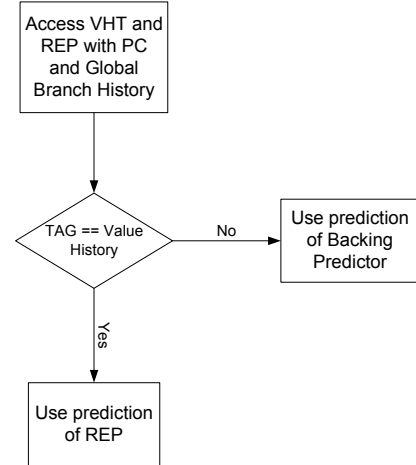 Access VHT and
REP with PC
and Global
Branch History
TAG == Value
History
No
Use prediction
of Backing
Predictor
Yes
Use prediction
of REP